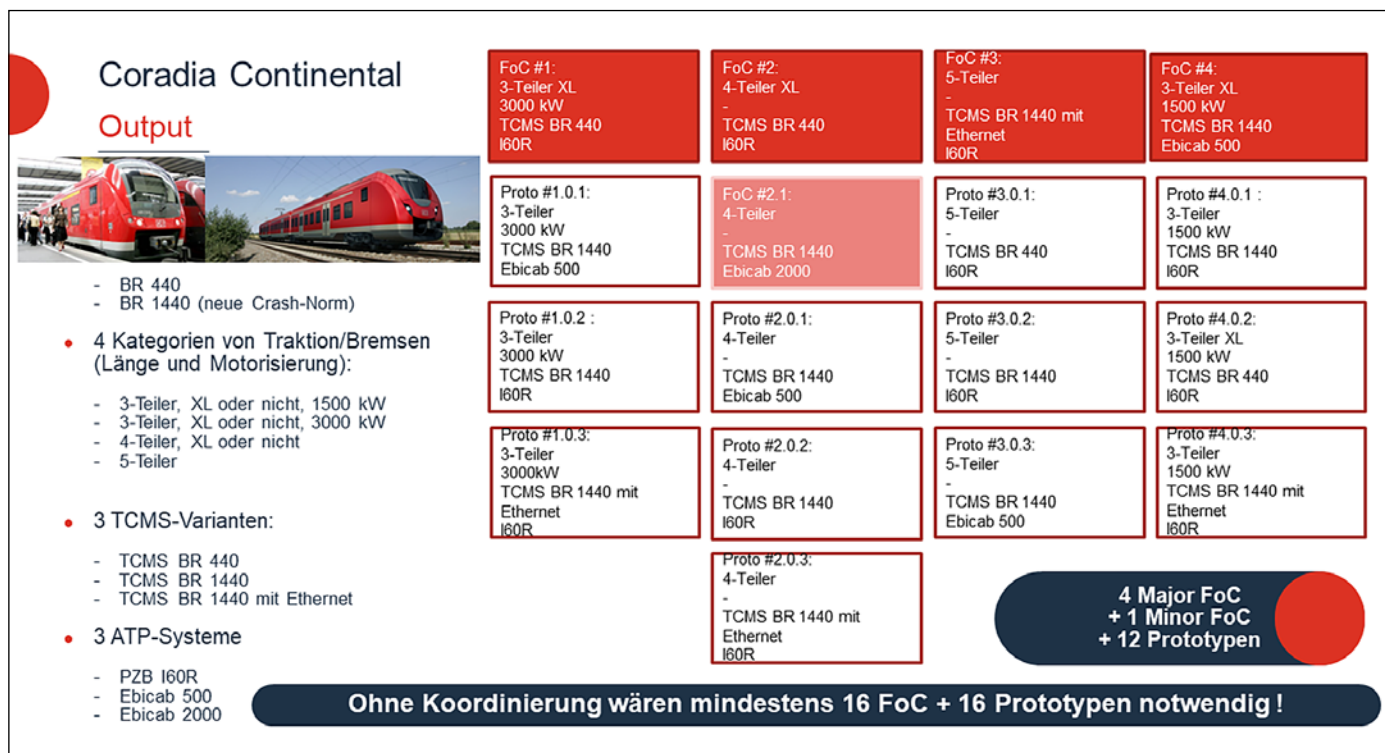 Coradia Continental
Output
- BR 440
- BR 1440 (neue Crash-Norm)
• 4 Kategorien von Traktion/Bremsen
(Länge und Motorisierung):
- 3-Teiler, XL oder nicht, 1500 kW
- 3-Teiler, XL oder nicht, 3000 kW
- 4-Teiler, XL oder nicht
- 5-Teiler
• 3 TCMS-Varianten:
- TCMS BR 440
- TCMS BR 1440
- TCMS BR 1440 mit Ethernet
• 3 ATP-Systeme
- PZB I60R
- Ebicab 500
- Ebicab 2000
FoC #1:
3-Teiler XL
3000 kW
TCMS BR 440
I60R
FoC #2:
4-Teiler XL
-
TCMS BR 440
I60R
FoC #3:
5-Teiler
-
TCMS BR 1440 mit
Ethernet
I60R
FoC #4:
3-Teiler XL
1500 kW
TCMS BR 1440
Ebicab 500
Proto #1.0.1:
3-Teiler
3000 kW
TCMS BR 1440
Ebicab 500
FoC #2.1:
4-Teiler
-
TCMS BR 1440
Ebicab 2000
Proto #3.0.1:
5-Teiler
-
TCMS BR 440
I60R
Proto #4.0.1 :
3-Teiler
1500 kW
TCMS BR 1440
I60R
Proto #1.0.2 :
3-Teiler
3000 kW
TCMS BR 1440
I60R
Proto #2.0.1:
4-Teiler
-
TCMS BR 1440
Ebicab 500
Proto #3.0.2:
5-Teiler
-
TCMS BR 1440
I60R
Proto #4.0.2:
3-Teiler XL
1500 kW
TCMS BR 440
I60R
Proto #1.0.3:
3-Teiler
3000kW
TCMS BR 1440 mit
Ethernet
I60R
Proto #2.0.2:
4-Teiler
-
TCMS BR 1440
I60R
Proto #3.0.3:
5-Teiler
-
TCMS BR 1440
Ebicab 500
Proto #4.0.3:
3-Teiler
1500 kW
TCMS BR 1440 mit
Ethernet
I60R
Proto #2.0.3:
4-Teiler
-
TCMS BR 1440 mit
Ethernet
I60R
4 Major FoC
+ 1 Minor FoC
+ 12 Prototypen
Ohne Koordinierung wären mindestens 16 FoC + 16 Prototypen notwendig !